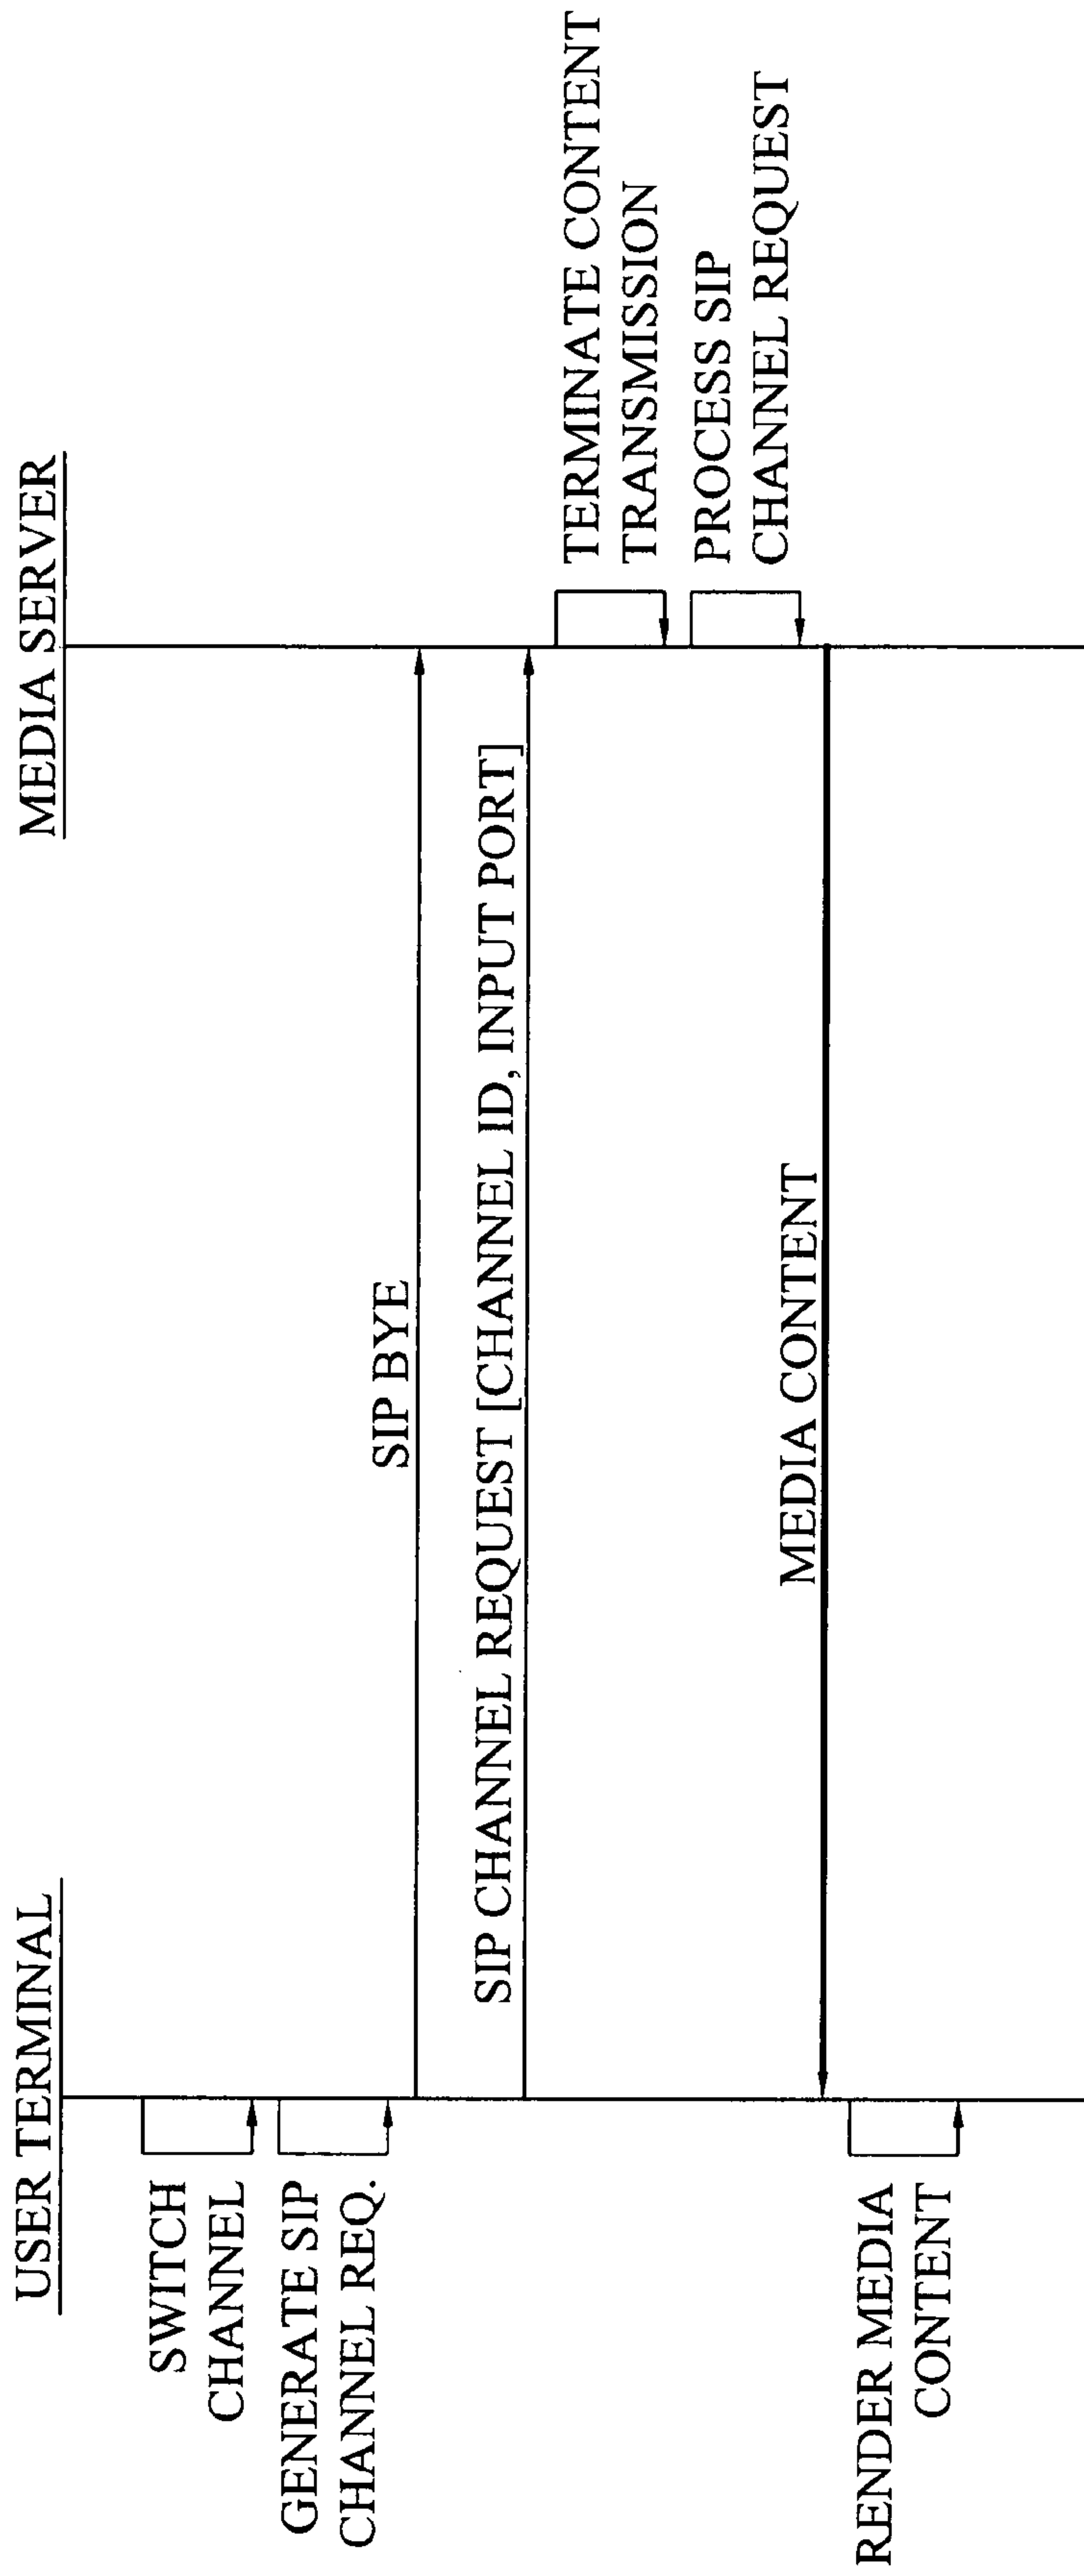 USER TERMINAL
MEDIA SERVER
SWITCH
CHANNEL
GENERATE SIP
CHANNEL REQ.
SIP BYE
SIP CHANNEL REQUEST [CHANNEL ID, INPUT PORT]
TERMINATE CONTENT
TRANSMISSION
PROCESS SIP
CHANNEL REQUEST
MEDIA CONTENT
RENDER MEDIA
CONTENT